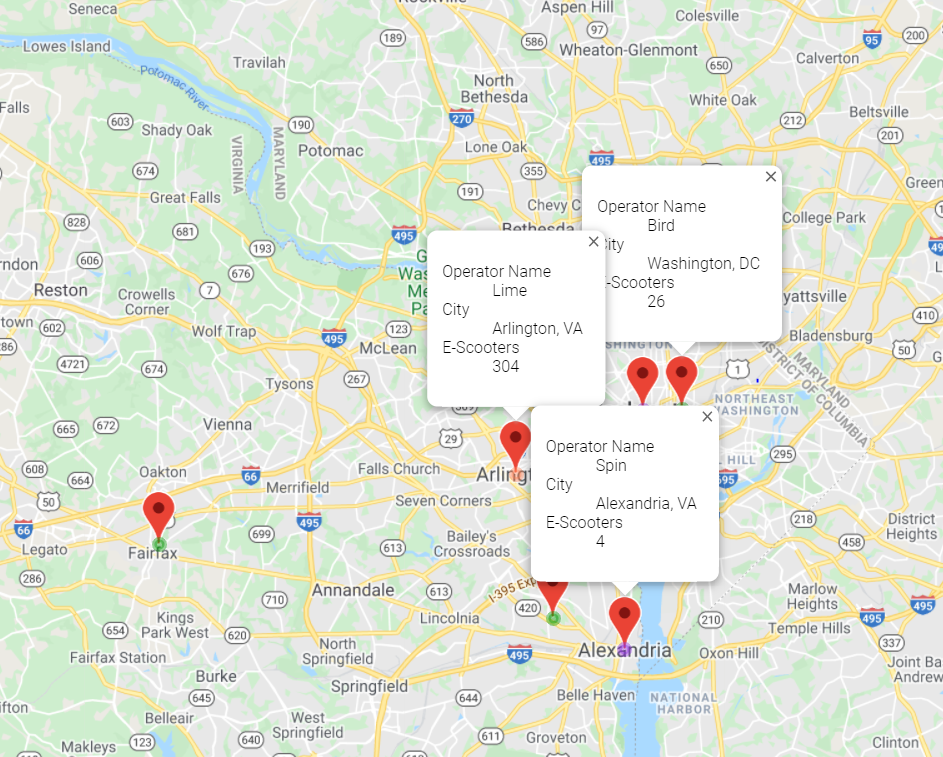 Seneca
Aspen Hill
Colesville
97
95
200
189
586
Lowes Island
Wheaton-Glenmont
Calverton
Travilah
650
Potomac River
North
Bethesda
White Oak
Beltsville
Falls
603
Shady Oak
190
270
212
201
VIRGINIA
MARYLAND
Potomac
Lone Oak
495
674
355
Great Falls
191
Chevy C
828
681
495
College Park
Bethesda
Operator Name
Bird
City
Washington, DC
E-Scooters
26
193
606
676
Operator Name
Lime
City
Arlington, VA
E-Scooters
304
Reston
7
Crowells
Corner
yattsville
410
town
602
Wolf Trap
495
123
McLean
Bladensburg
50
286
4721
674
267
Tysons
1
MARYLAND
DISTRICT OF COLUMBIA
NORTHEAST
WASHINGTON
665
672
Vienna
29
Operator Name
Spin
City
Alexandria, VA
E-Scooters
4
608
664
Oakton
66
Falls Church
Arlingt
295
50
Merrifield
Seven Corners
66
Legato
Fairfax
699
495
613
Bailey's
Crossroads
218
458
District
Heights
286
710
Annandale
613
I-395 Exp
420
Marlow
Heights
495
654
Kings
Park West
620
Lincolnia
210
Temple Hills
495
337
Fairfax Station
North
Springfield
495
Alexandria
Oxon Hill
Joint Ba
Andrew
Burke
645
Springfield
644
Belle Haven
NATIONAL
HARBOR
Belleair
West
Springfield
Makleys
123
640
611
Groveton
Clinton